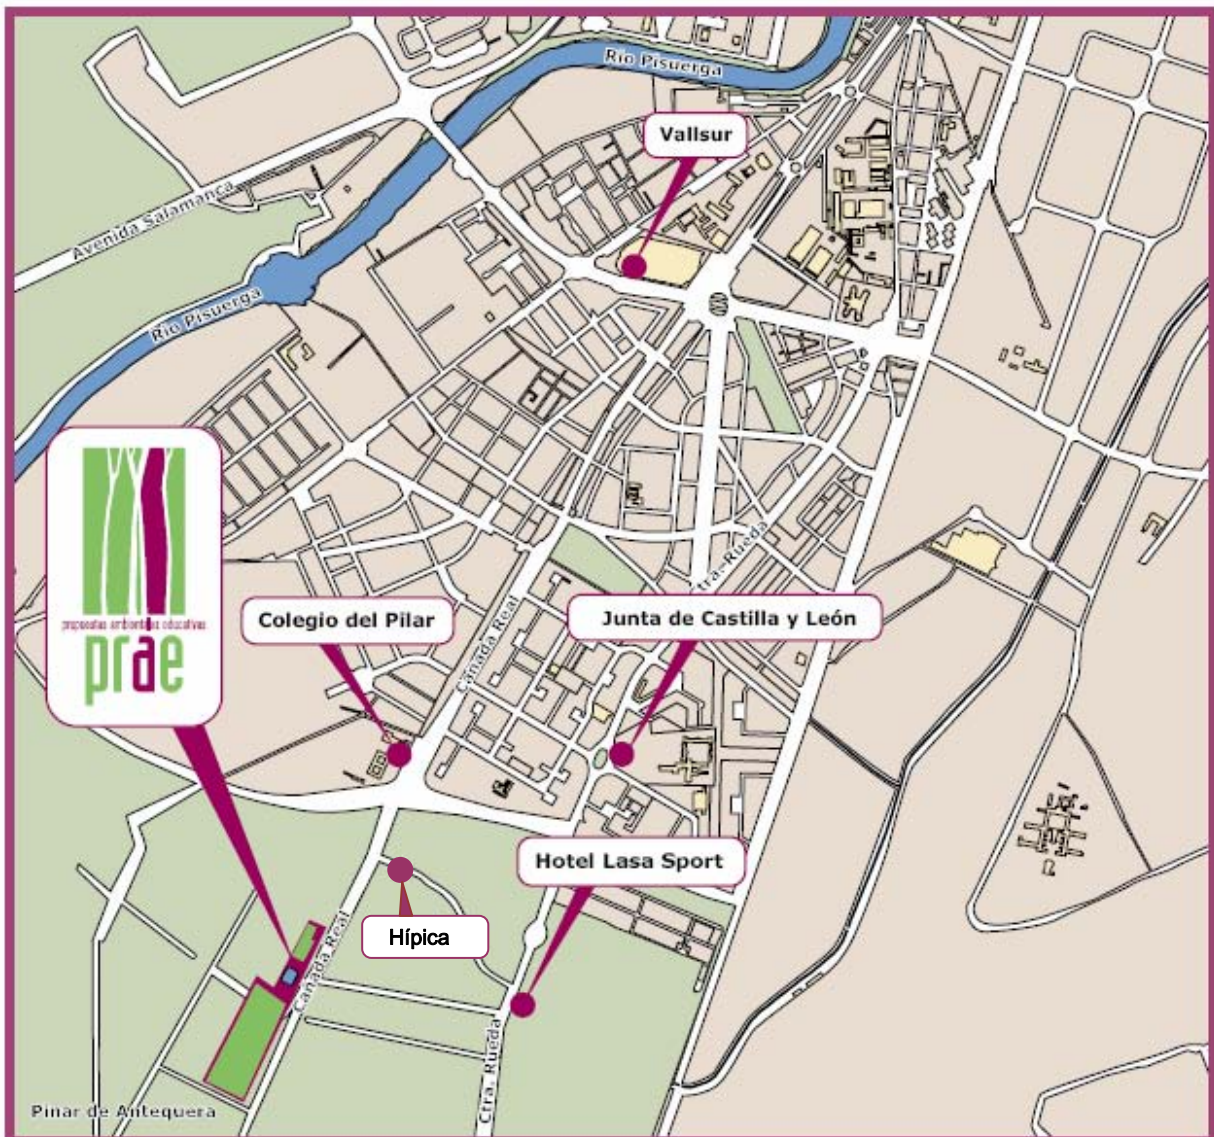 Río Pisuerga
Vallsur
Avenida Salamanca
Río Pisuerga
propuestas ambientales educativas
prae
Ctra. Rueda
Colegio del Pilar
Junta de Castilla y León
Cañada Real
Hotel Lasa Sport
Hípica
Cañada Real
Ctra. Rueda
Pinar de Antequera